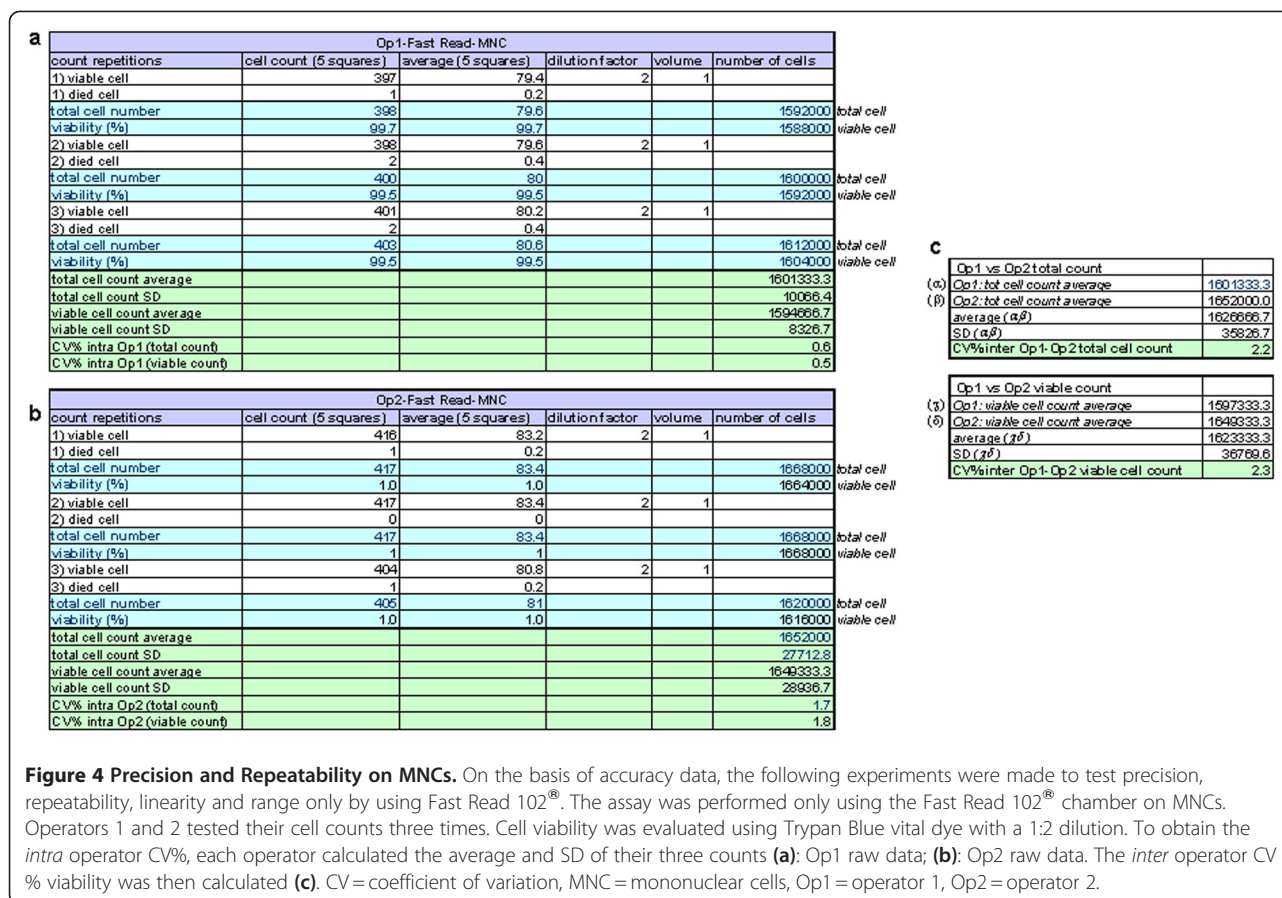 a
Op1-Fast Read-MNC
count repetitions cell count (5 squares) average (5 squares) dilution factor volume number of cells
1) viable cell 397 79.4 2 1
1) died cell 1 0.2
total cell number 398 79.6 1592000 total cell
viability (%) 99.7 99.7 1588000 viable cell
2) viable cell 398 79.6 2 1
2) died cell 2 0.4
total cell number 400 80 1600000 total cell
viability (%) 99.5 99.5 1592000 viable cell
3) viable cell 401 80.2 2 1
3) died cell 2 0.4
total cell number 403 80.6 1612000 total cell
viability (%) 99.5 99.5 1604000 viable cell
total cell count average 1601333.3
total cell count SD 10066.4
viable cell count average 1594666.7
viable cell count SD 8326.7
CV% intra Op1 (total count) 0.6
CV% intra Op1 (viable count) 0.5
b
Op2-Fast Read-MNC
count repetitions cell count (5 squares) average (5 squares) dilution factor volume number of cells
1) viable cell 416 83.2 2 1
1) died cell 1 0.2
total cell number 417 83.4 1668000 total cell
viability (%) 1.0 1.0 1664000 viable cell
2) viable cell 417 83.4 2 1
2) died cell 0 0
total cell number 417 83.4 1668000 total cell
viability (%) 1 1 1668000 viable cell
3) viable cell 404 80.8 2 1
3) died cell 1 0.2
total cell number 405 81 1620000 total cell
viability (%) 1.0 1.0 1616000 viable cell
total cell count average 1652000
total cell count SD 27712.8
viable cell count average 1649333.3
viable cell count SD 28936.7
CV% intra Op2 (total count) 1.7
CV% intra Op2 (viable count) 1.8
c
Op1 vs Op2 total count
(α) Op1: tot cell count average 1601333.3
(β) Op2: tot cell count average 1652000.0
average (α,β) 1626666.7
SD (α,β) 35826.7
CV% inter Op1-Op2 total cell count 2.2
Op1 vs Op2 viable count
(γ) Op1: viable cell count average 1597333.3
(δ) Op2: viable cell count average 1649333.3
average (γδ) 1623333.3
SD (γδ) 36769.6
CV% inter Op1-Op2 viable cell count 2.3
Figure 4 Precision and Repeatability on MNCs. On the basis of accuracy data, the following experiments were made to test precision,
repeatability, linearity and range only by using Fast Read 102®. The assay was performed only using the Fast Read 102® chamber on MNCs.
Operators 1 and 2 tested their cell counts three times. Cell viability was evaluated using Trypan Blue vital dye with a 1:2 dilution. To obtain the
intra operator CV%, each operator calculated the average and SD of their three counts (a): Op1 raw data; (b): Op2 raw data. The inter operator CV
% viability was then calculated (c). CV = coefficient of variation, MNC = mononuclear cells, Op1 = operator 1, Op2 = operator 2.